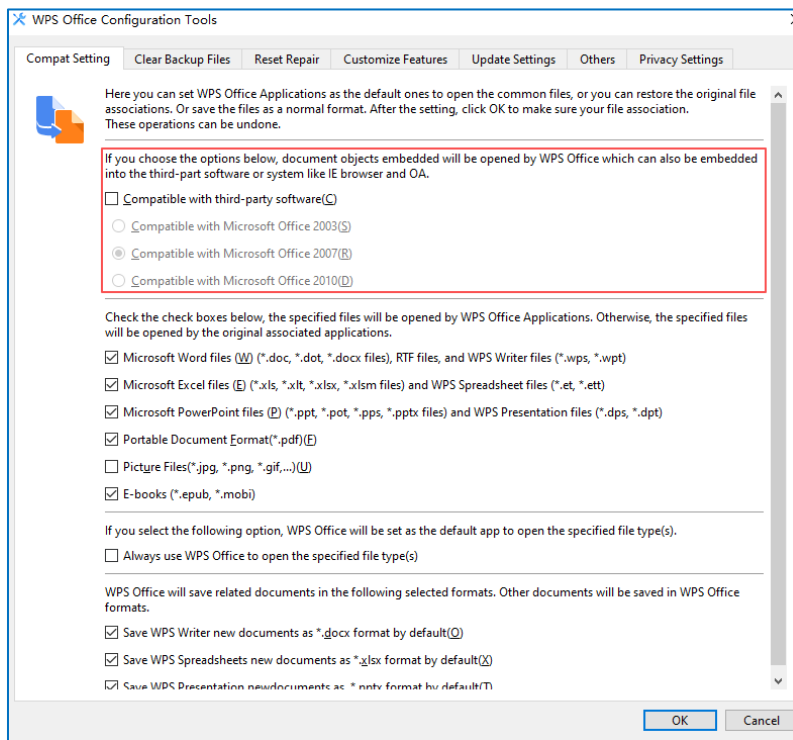 WPS Office Configuration Tools
Compat Setting
Clear Backup Files
Reset Repair
Customize Features
Update Settings
Others
Privacy Settings
Here you can set WPS Office Applications as the default ones to open the common files, or you can restore the original file
associations. Or save the files as a normal format. After the setting, click OK to make sure your file association.
These operations can be undone.
If you choose the options below, document objects embedded will be opened by WPS Office which can also be embedded
into the third-part software or system like IE browser and OA.
Compatible with third-party software(C)
Compatible with Microsoft Office 2003(S)
Compatible with Microsoft Office 2007(R)
Compatible with Microsoft Office 2010(D)
Check the check boxes below, the specified files will be opened by WPS Office Applications. Otherwise, the specified files
will be opened by the original associated applications.
Microsoft Word files (W) (*.doc, *.dot, *.docx files), RTF files, and WPS Writer files (*.wps, *.wpt)
Microsoft Excel files (E) (*.xls, *.xlt, *.xlsx, *.xlsm files) and WPS Spreadsheet files (*.et, *.ett)
Microsoft PowerPoint files (P) (*.ppt, *.pot, *.pps, *.pptx files) and WPS Presentation files (*.dps, *.dpt)
Portable Document Format(*.pdf)(F)
Picture Files(*.jpg, *.png, *.gif,...)(U)
E-books (*.epub, *.mobi)
If you select the following option, WPS Office will be set as the default app to open the specified file type(s).
Always use WPS Office to open the specified file type(s)
WPS Office will save related documents in the following selected formats. Other documents will be saved in WPS Office
formats.
Save WPS Writer new documents as *.docx format by default(O)
Save WPS Spreadsheets new documents as *.xlsx format by default(X)
Save WPS Presentation newdocuments as *.pptx format by default(T)
OK
Cancel